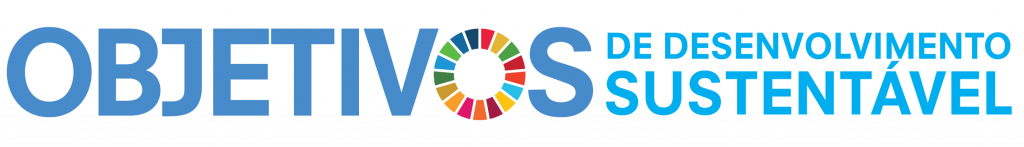 OBJETIVOS
DE DESENVOLVIMENTO
SUSTENTÁVEL